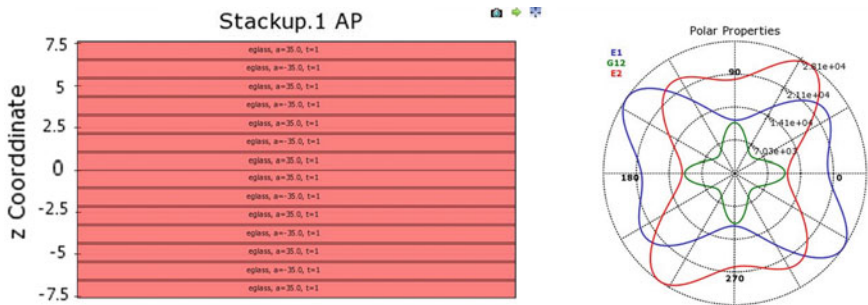 Stackup.1 AP
z Coorddinate
7.5
5
2.5
0
-2.5
-5
-7.5
eglass, a=35.0, t=1
eglass, a=-35.0, t=1
eglass, a=35.0, t=1
eglass, a=-35.0, t=1
eglass, a=35.0, t=1
eglass, a=-35.0, t=1
eglass, a=35.0, t=1
eglass, a=35.0, t=1
eglass, a=-35.0, t=1
eglass, a=35.0, t=1
eglass, a=-35.0, t=1
eglass, a=35.0, t=1
eglass, a=-35.0, t=1
eglass, a=35.0, t=1
Polar Properties
E1
G12
E2
90
2.81e+04
2.11e+04
1.41e+04
7.03e+03
180
0
270